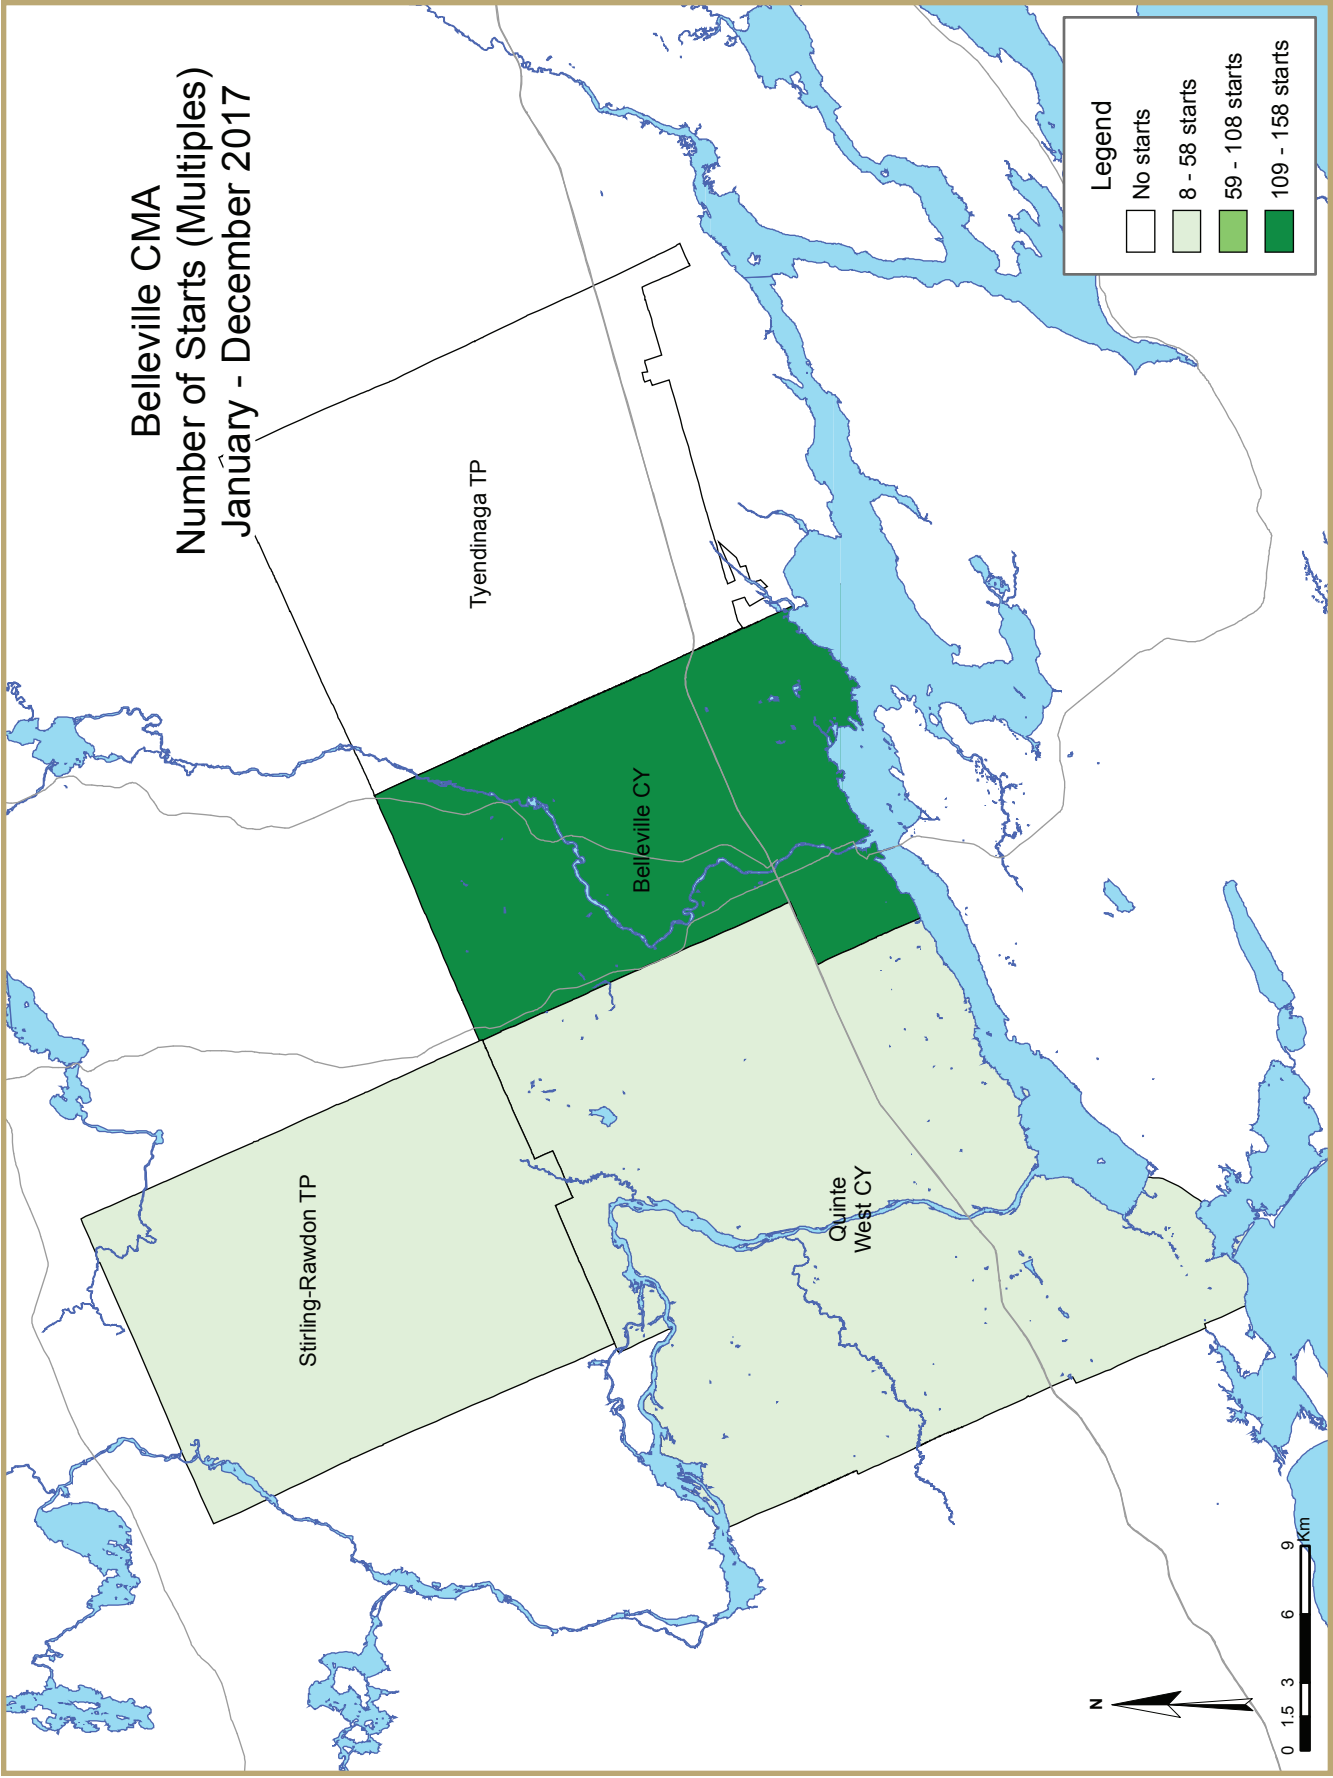 Belleville CMA
Number of Starts (Multiples)
January - December 2017
Stirling-Rawdon TP
Tyendinaga TP
Belleville CY
Quinte
West CY
Legend
No starts
8 - 58 starts
59 - 108 starts
109 - 158 starts
N
0 1.5 3 6 9
Km